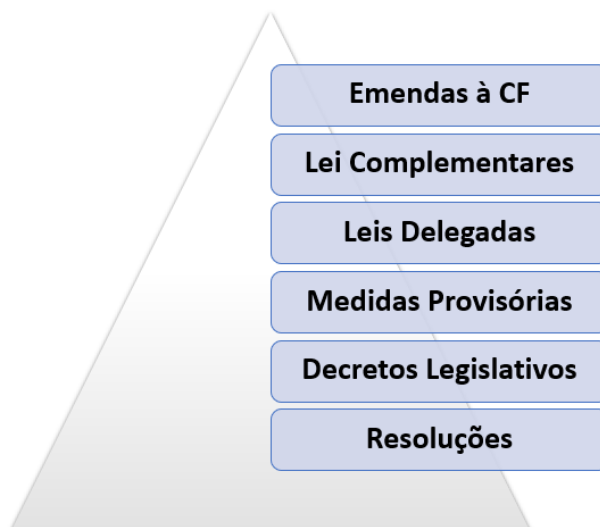 Emendas à CF
Lei Complementares
Leis Delegadas
Medidas Provisórias
Decretos Legislativos
Resoluções